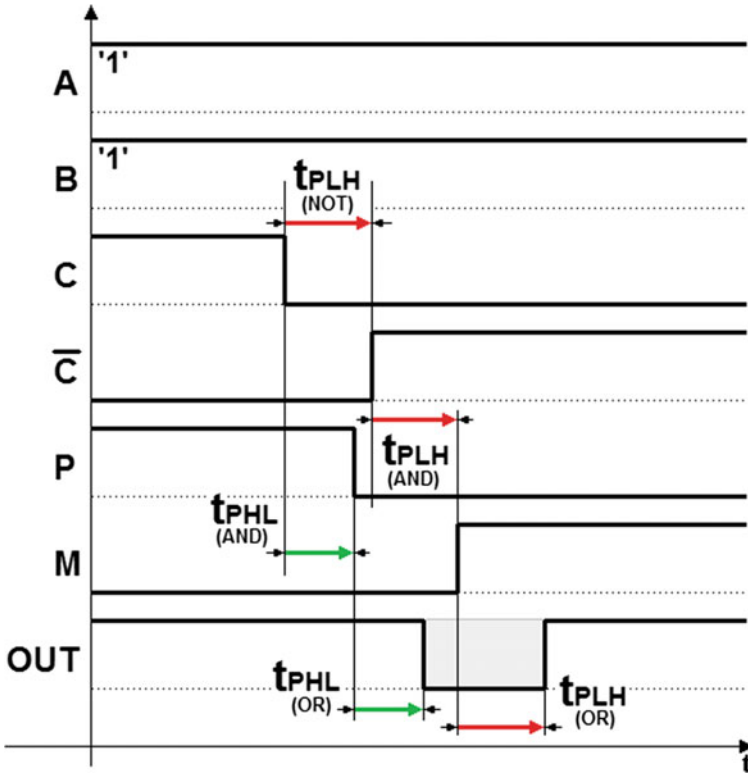 '1'
A
'1'
B
tPLH
(NOT)
C
C̅
P
tPLH
(AND)
tPHL
(AND)
M
OUT
tPHL
(OR)
tPLH
(OR)
t